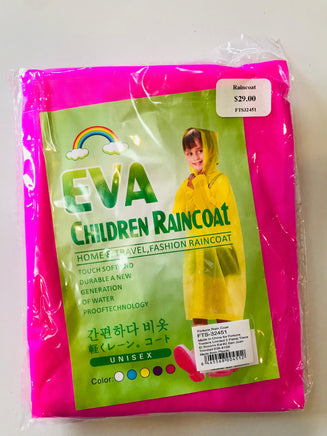 Raincoat
$29.00
FTS32451
EVA
CHILDREN RAINCOAT
HOME & TRAVEL, FASHION RAINCOAT
TOUCH SOFT AND
DURABLE A NEW
GENERATION
OF WATER
PROOFTECHNOLOGY
간편하다 비옷
軽くレーン。コート
UNISEX
Color:
FTS-32451